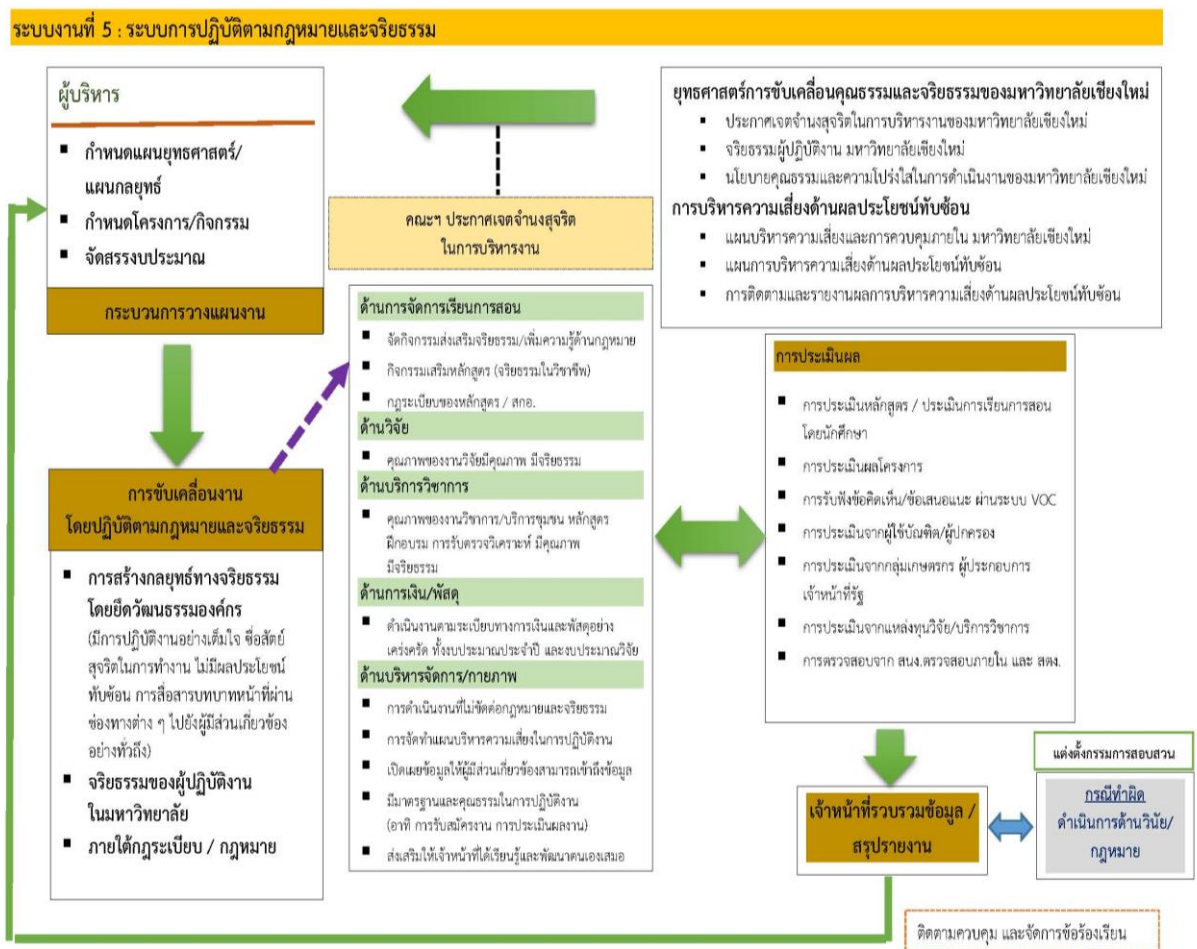 ระบบงานที่ 5 : ระบบการปฏิบัติตามกฎหมายและจริยธรรม
ผู้บริหาร
▪ กำหนดแผนยุทธศาสตร์/
แผนกลยุทธ์
▪ กำหนดโครงการ/กิจกรรม
▪ จัดสรรงบประมาณ
กระบวนการวางแผนงาน
คณะฯ ประกาศเจตจำนงสุจริต
ในการบริหารงาน
ยุทธศาสตร์การขับเคลื่อนคุณธรรมและจริยธรรมของมหาวิทยาลัยเชียงใหม่
▪ ประกาศเจตจำนงสุจริตในการบริหารงานของมหาวิทยาลัยเชียงใหม่
▪ จริยธรรมผู้ปฏิบัติงาน มหาวิทยาลัยเชียงใหม่
▪ นโยบายคุณธรรมและความโปร่งใสในการดำเนินงานของมหาวิทยาลัยเชียงใหม่
การบริหารความเสี่ยงด้านผลประโยชน์ทับซ้อน
▪ แผนบริหารความเสี่ยงและการควบคุมภายใน มหาวิทยาลัยเชียงใหม่
▪ แผนการบริหารความเสี่ยงด้านผลประโยชน์ทับซ้อน
▪ การติดตามและรายงานผลการบริหารความเสี่ยงด้านผลประโยชน์ทับซ้อน
การขับเคลื่อนงาน
โดยปฏิบัติตามกฎหมายและจริยธรรม
▪ การสร้างกลยุทธ์ทางจริยธรรม
โดยยึดวัฒนธรรมองค์กร
(มีการปฏิบัติงานอย่างเต็มใจ ซื่อสัตย์
สุจริตในการทำงาน ไม่มีผลประโยชน์
ทับซ้อน การสื่อสารบทบาทหน้าที่ผ่าน
ช่องทางต่าง ๆ ไปยังผู้มีส่วนเกี่ยวข้อง
อย่างทั่วถึง)
▪ จริยธรรมของผู้ปฏิบัติงาน
ในมหาวิทยาลัย
▪ ภายใต้กฎระเบียบ / กฎหมาย
ด้านการจัดการเรียนการสอน
▪ จัดกิจกรรมส่งเสริมจริยธรรม/เพิ่มความรู้ด้านกฎหมาย
▪ กิจกรรมเสริมหลักสูตร (จริยธรรมในวิชาชีพ)
▪ กฎระเบียบของหลักสูตร / สกอ.
ด้านวิจัย
▪ คุณภาพของงานวิจัยมีคุณภาพ มีจริยธรรม
ด้านบริการวิชาการ
▪ คุณภาพของงานวิชาการ/บริการชุมชน หลักสูตร
ฝึกอบรม การรับตรวจวิเคราะห์ มีคุณภาพ
มีจริยธรรม
ด้านการเงิน/พัสดุ
▪ ดำเนินงานตามระเบียบทางการเงินและพัสดุอย่าง
เคร่งครัด ทั้งงบประมาณประจำปี และงบประมาณวิจัย
ด้านบริหารจัดการ/กายภาพ
▪ การดำเนินงานที่ไม่ขัดต่อกฎหมายและจริยธรรม
▪ การจัดทำแผนบริหารความเสี่ยงในการปฏิบัติงาน
▪ เปิดเผยข้อมูลให้ผู้มีส่วนเกี่ยวข้องสามารถเข้าถึงข้อมูล
▪ มีมาตรฐานและคุณธรรมในการปฏิบัติงาน
(อาทิ การรับสมัครงาน การประเมินผลงาน)
▪ ส่งเสริมให้เจ้าหน้าที่ได้เรียนรู้และพัฒนาตนเองเสมอ
การประเมินผล
▪ การประเมินหลักสูตร / ประเมินการเรียนการสอน
โดยนักศึกษา
▪ การประเมินผลโครงการ
▪ การรับฟังข้อคิดเห็น/ข้อเสนอแนะ ผ่านระบบ VOC
▪ การประเมินจากผู้ใช้บัณฑิต/ผู้ปกครอง
▪ การประเมินจากกลุ่มเกษตรกร ผู้ประกอบการ
เจ้าหน้าที่รัฐ
▪ การประเมินจากแหล่งทุนวิจัย/บริการวิชาการ
▪ การตรวจสอบจาก สนง.ตรวจสอบภายใน และ สตง.
แต่งตั้งกรรมการสอบสวน
เจ้าหน้าที่รวบรวมข้อมูล /
สรุปรายงาน
กรณีทำผิด
ดำเนินการด้านวินัย/
กฎหมาย
ติดตามควบคุม และจัดการข้อร้องเรียน